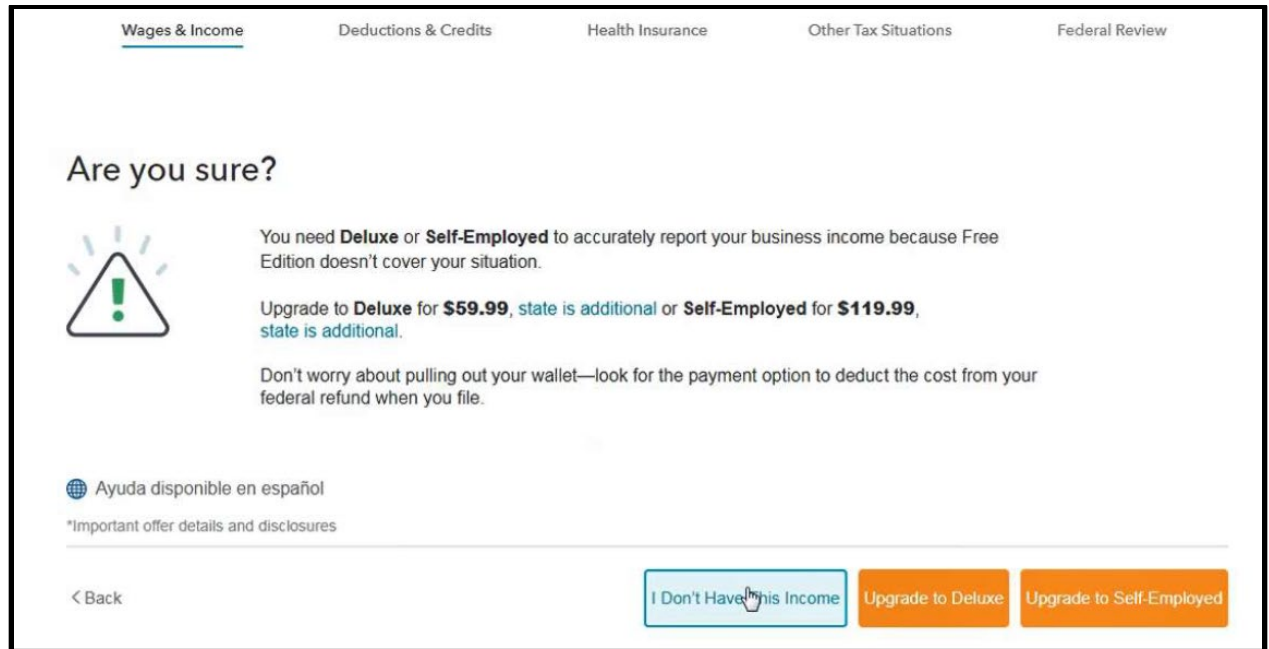 Wages & Income Deductions & Credits Health Insurance Other Tax Situations Federal Review
Are you sure?
You need Deluxe or Self-Employed to accurately report your business income because Free
Edition doesn't cover your situation.
Upgrade to Deluxe for $59.99, state is additional or Self-Employed for $119.99,
state is additional.
Don't worry about pulling out your wallet—look for the payment option to deduct the cost from your
federal refund when you file.
Ayuda disponible en español
*Important offer details and disclosures
< Back I Don't Have This Income Upgrade to Deluxe Upgrade to Self-Employed